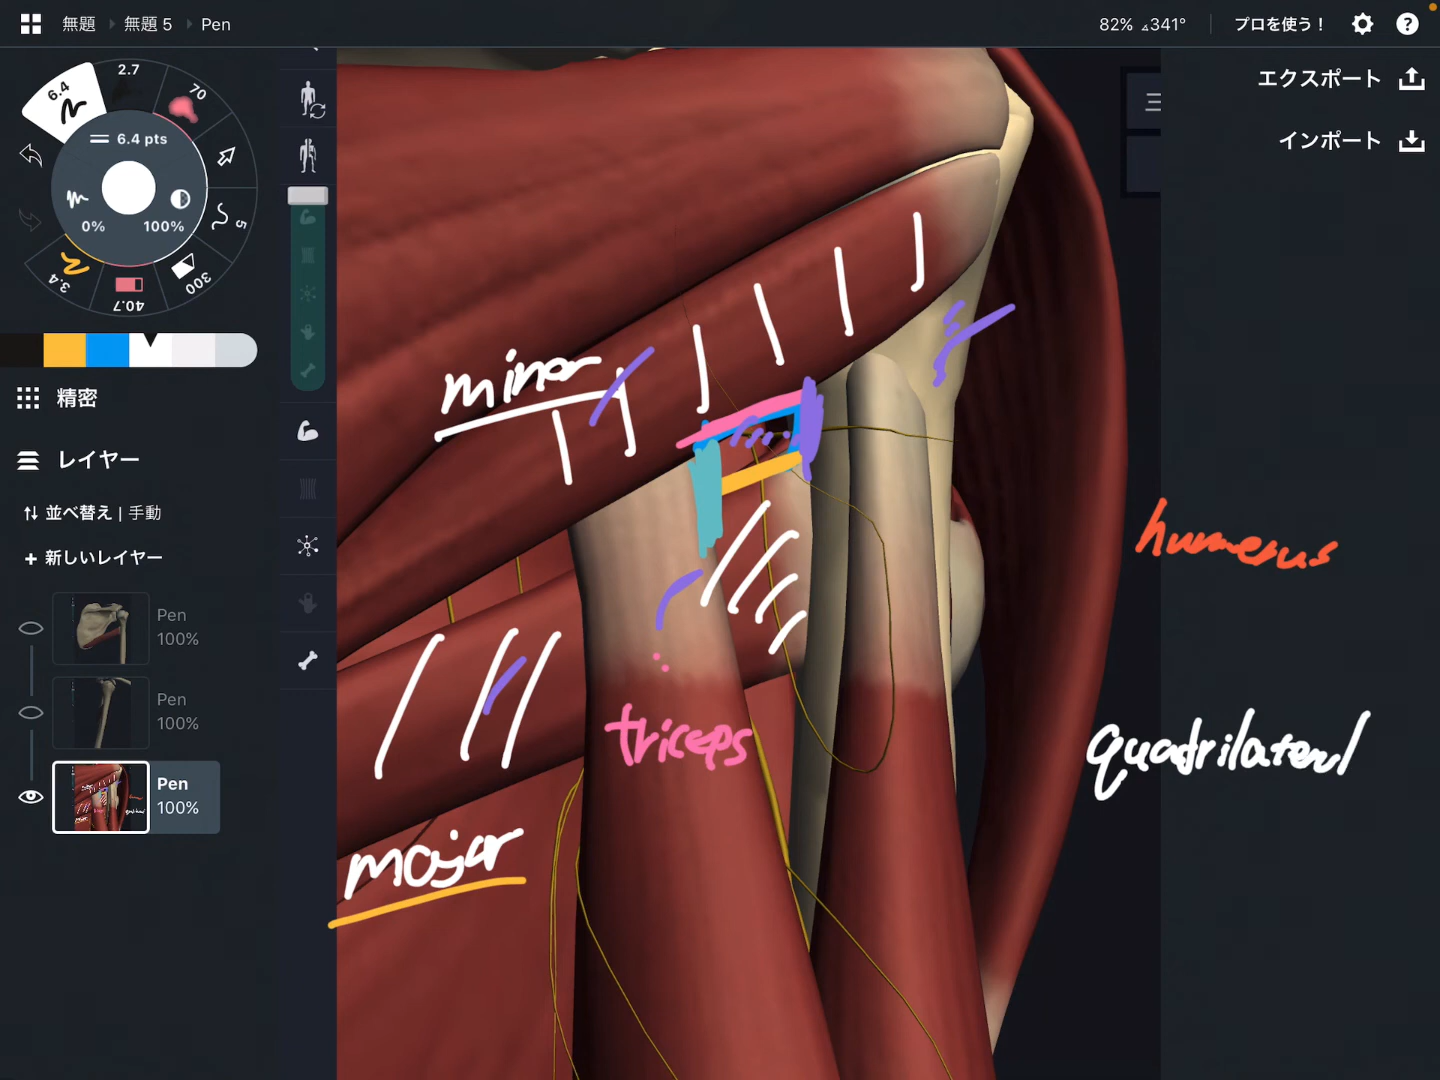 無題 無題 5 Pen
82% ⊿341° プロを使う！
エクスポート
インポート
2.7
6.4
70
6.4 pts
5
0% 100%
300
40.7
3.4
精密
レイヤー
並べ替え | 手動
+ 新しいレイヤー
Pen
100%
Pen
100%
Pen
100%
minor
humerus
triceps
quadrilateral
major